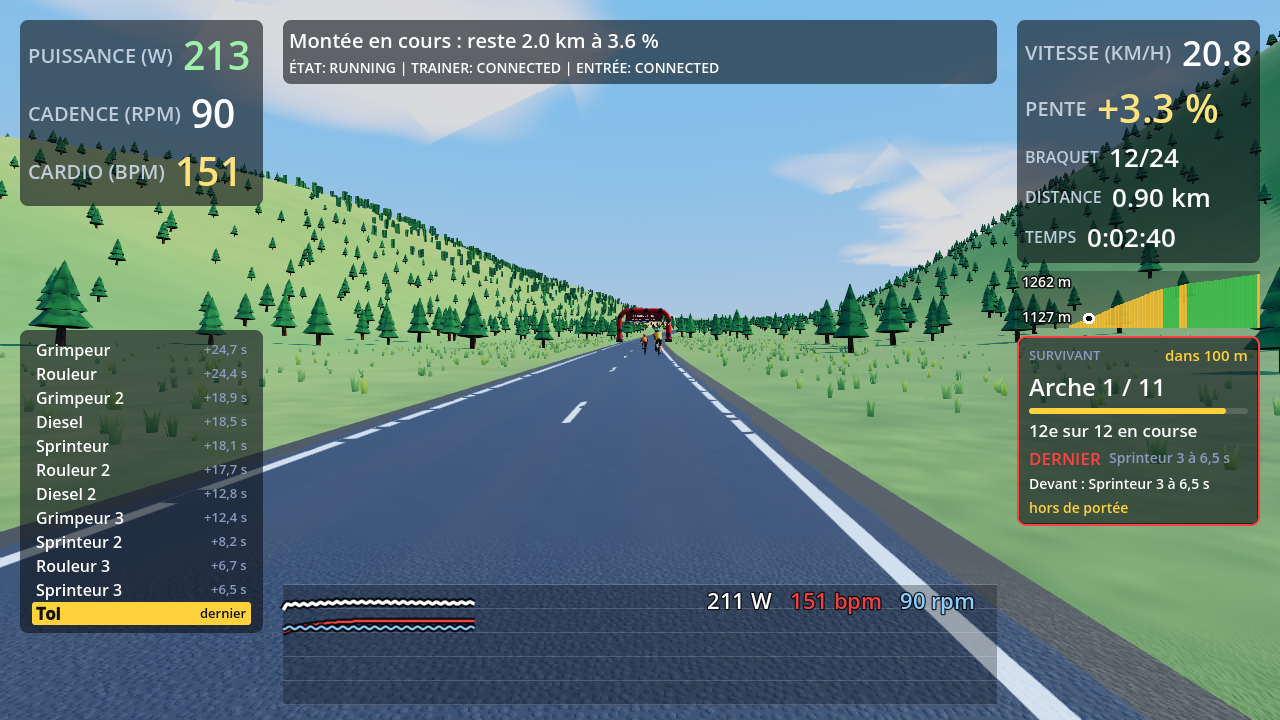 PUISSANCE (W) 213
CADENCE (RPM) 90
CARDIO (BPM) 151
Montée en cours : reste 2.0 km à 3.6 %
ÉTAT: RUNNING | TRAINER: CONNECTED | ENTRÉE: CONNECTED
VITESSE (KM/H) 20.8
PENTE +3.3 %
BRAQUET 12/24
DISTANCE 0.90 km
TEMPS 0:02:40
1262 m
1127 m
SURVIVANT dans 100 m
Arche 1 / 11
12e sur 12 en course
DERNIER Sprinteur 3 à 6,5 s
Devant : Sprinteur 3 à 6,5 s
hors de portée
Grimpeur +24,7 s
Rouleur +24,4 s
Grimpeur 2 +18,9 s
Diesel +18,5 s
Sprinteur +18,1 s
Rouleur 2 +17,7 s
Diesel 2 +12,8 s
Grimpeur 3 +12,4 s
Sprinteur 2 +8,2 s
Rouleur 3 +6,7 s
Sprinteur 3 +6,5 s
Toi dernier
211 W 151 bpm 90 rpm